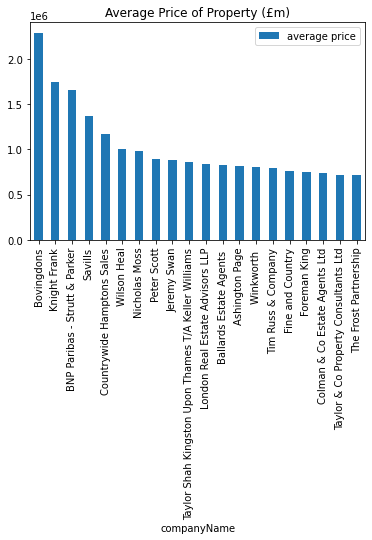 Average Price of Property (£m)
1e6
average price
2.0
1.5
1.0
0.5
0.0
Bovingdons
Knight Frank
BNP Paribas - Strutt & Parker
Savills
Countrywide Hamptons Sales
Wilson Heal
Nicholas Moss
Peter Scott
Jeremy Swan
Taylor Shah Kingston Upon Thames T/A Keller Williams
London Real Estate Advisors LLP
Ballards Estate Agents
Ashington Page
Winkworth
Tim Russ & Company
Fine and Country
Foreman King
Colman & Co Estate Agents Ltd
Taylor & Co Property Consultants Ltd
The Frost Partnership
companyName